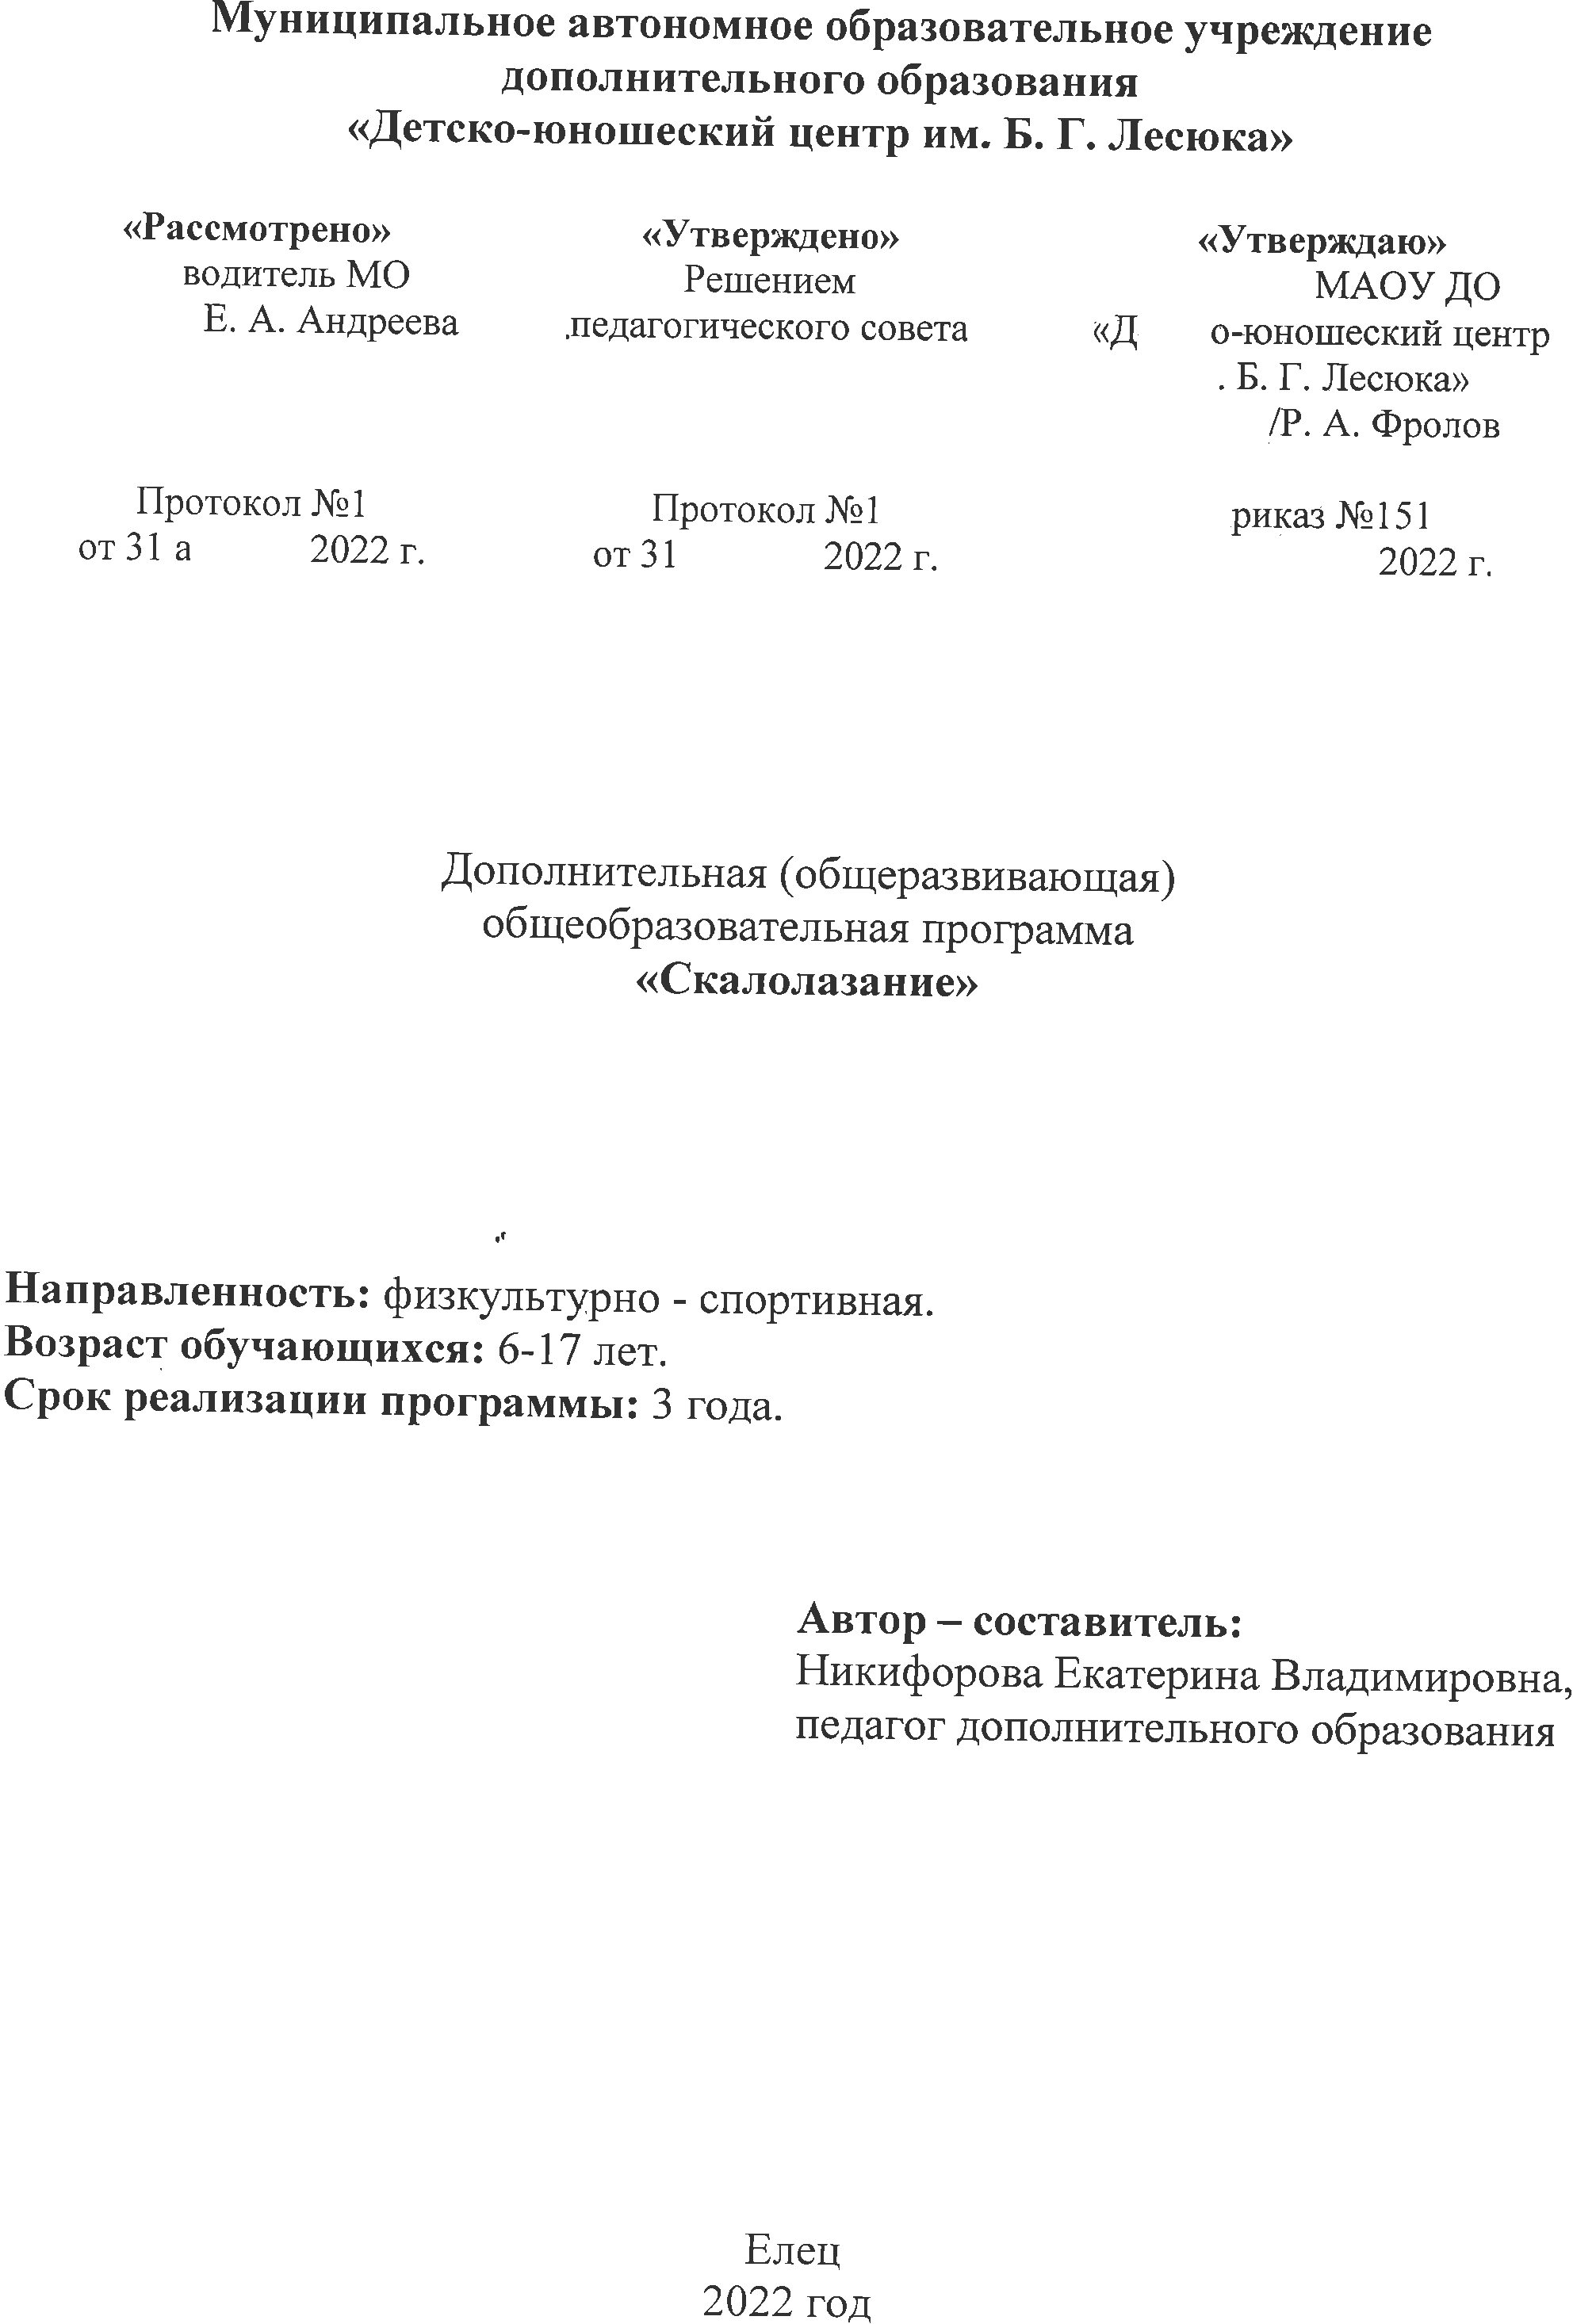 Муниципальное автономное образовательное учреждение
дополнительного образования
«Детско-юношеский центр им. Б. Г. Лесюка»
«Рассмотрено»
водитель МО
Е. А. Андреева
Протокол №1
от 31 а 2022 г.
«Утверждено»
Решением
педагогического совета
Протокол №1
от 31 2022 г.
«Утверждаю»
МАОУ ДО
«Д о-юношеский центр
. Б. Г. Лесюка»
/Р. А. Фролов
риказ №151
2022 г.
Дополнительная (общеразвивающая)
общеобразовательная программа
«Скалолазание»
Направленность: физкультурно - спортивная.
Возраст обучающихся: 6-17 лет.
Срок реализации программы: 3 года.
Автор – составитель:
Никифорова Екатерина Владимировна,
педагог дополнительного образования
Елец
2022 год